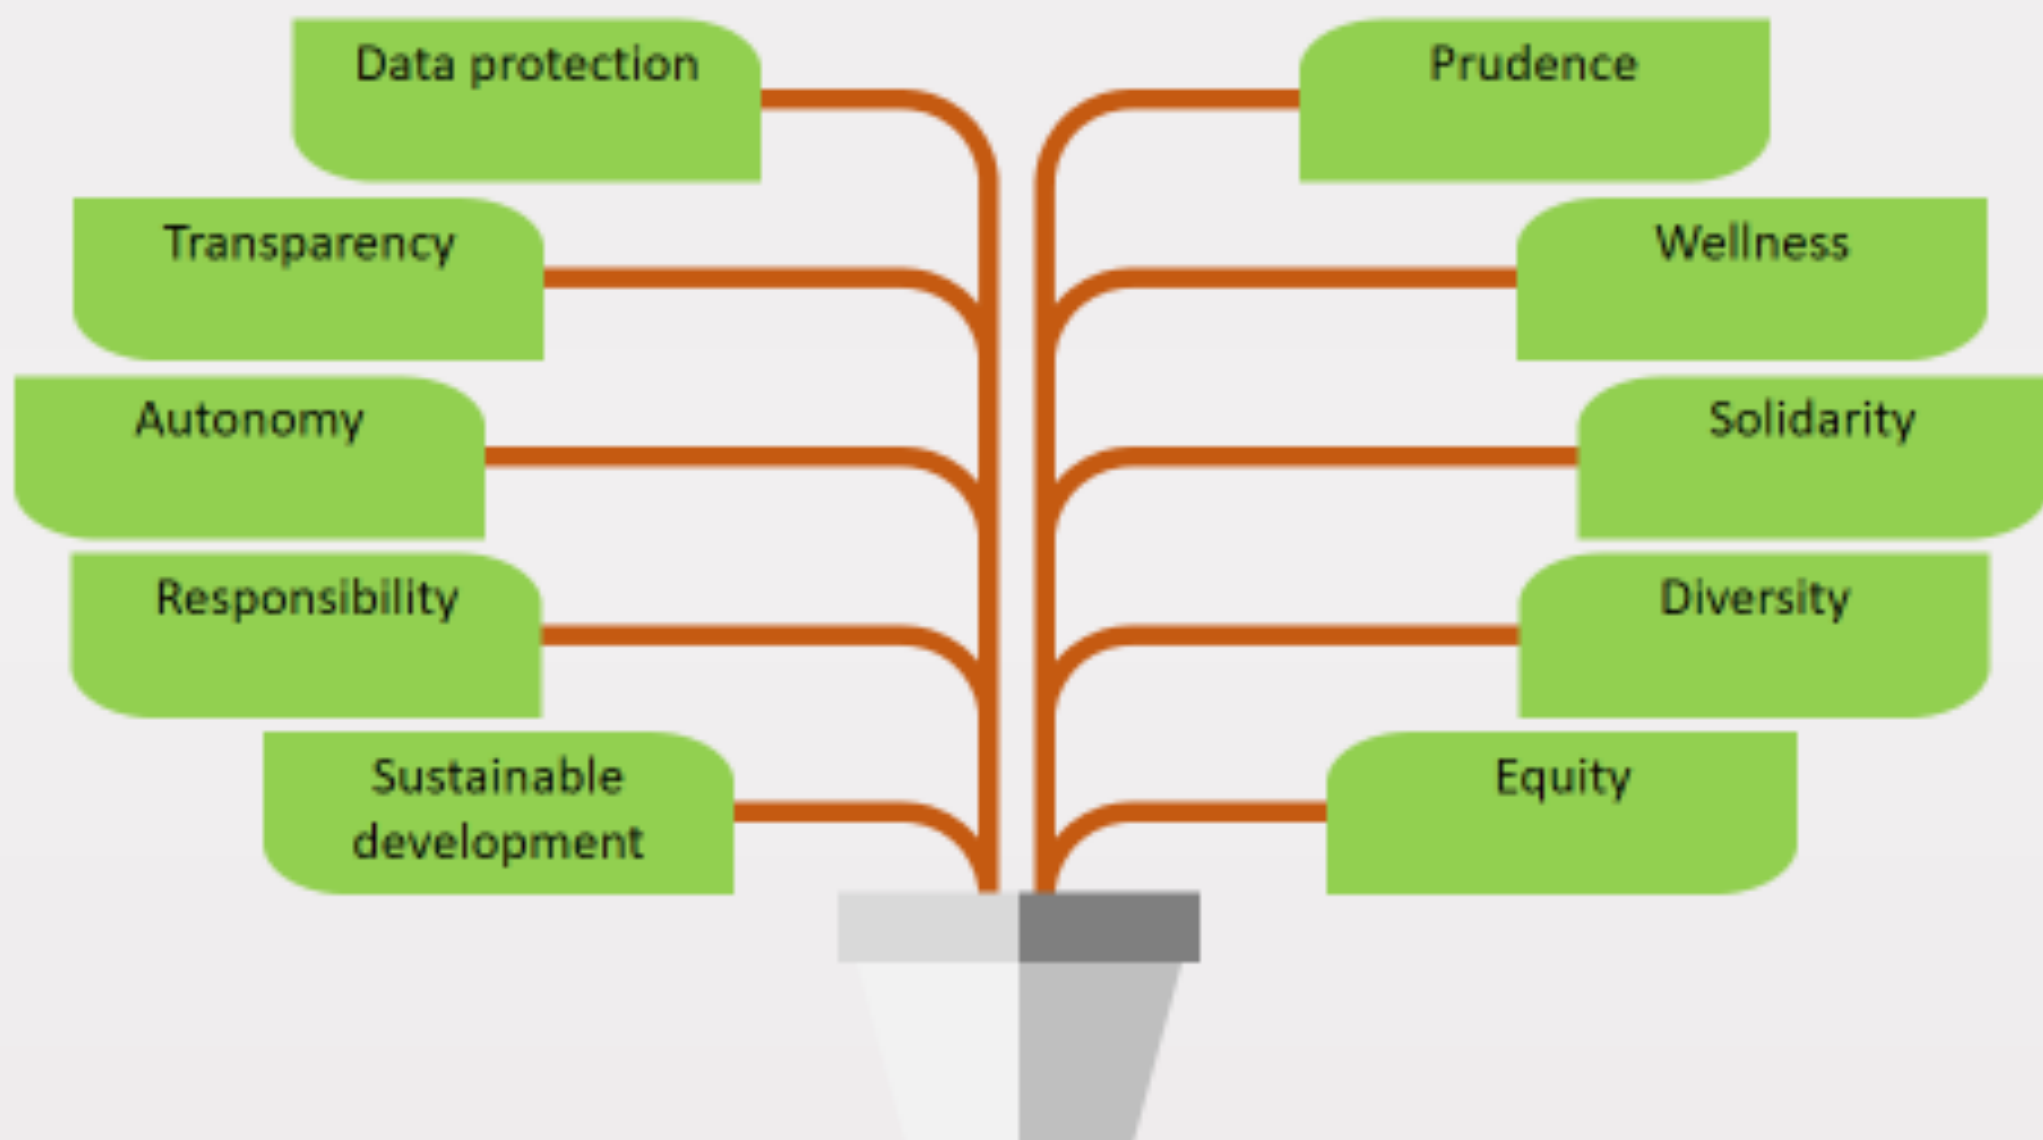 Data protection
Prudence
Transparency
Wellness
Autonomy
Solidarity
Responsibility
Diversity
Sustainable
development
Equity